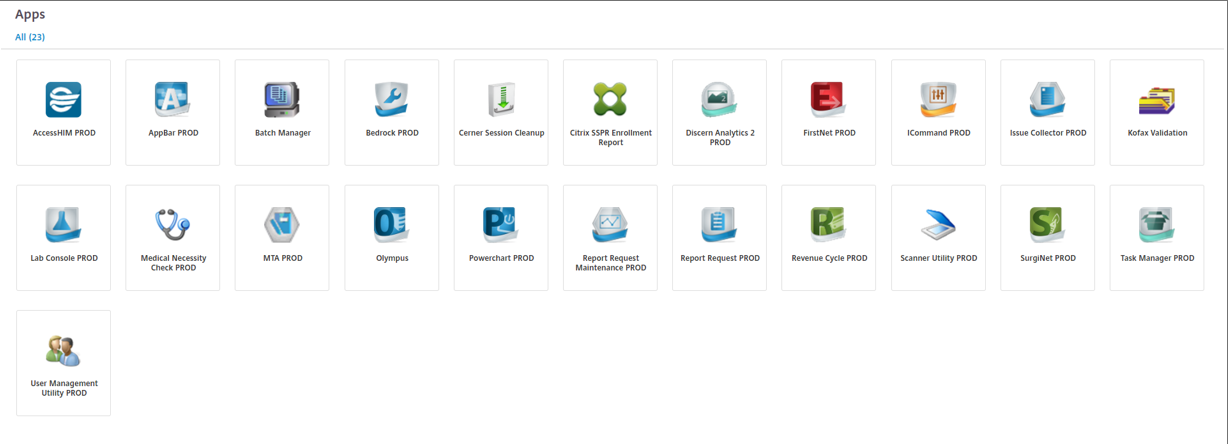 Apps
All (23)
AccessHIM PROD
AppBar PROD
Batch Manager
Bedrock PROD
Cerner Session Cleanup
Citrix SSPR Enrollment
Report
Discern Analytics 2
PROD
FirstNet PROD
ICommand PROD
Issue Collector PROD
Kofax Validation
Lab Console PROD
Medical Necessity
Check PROD
MTA PROD
Olympus
Powerchart PROD
Report Request
Maintenance PROD
Report Request PROD
Revenue Cycle PROD
Scanner Utility PROD
SurgiNet PROD
Task Manager PROD
User Management
Utility PROD